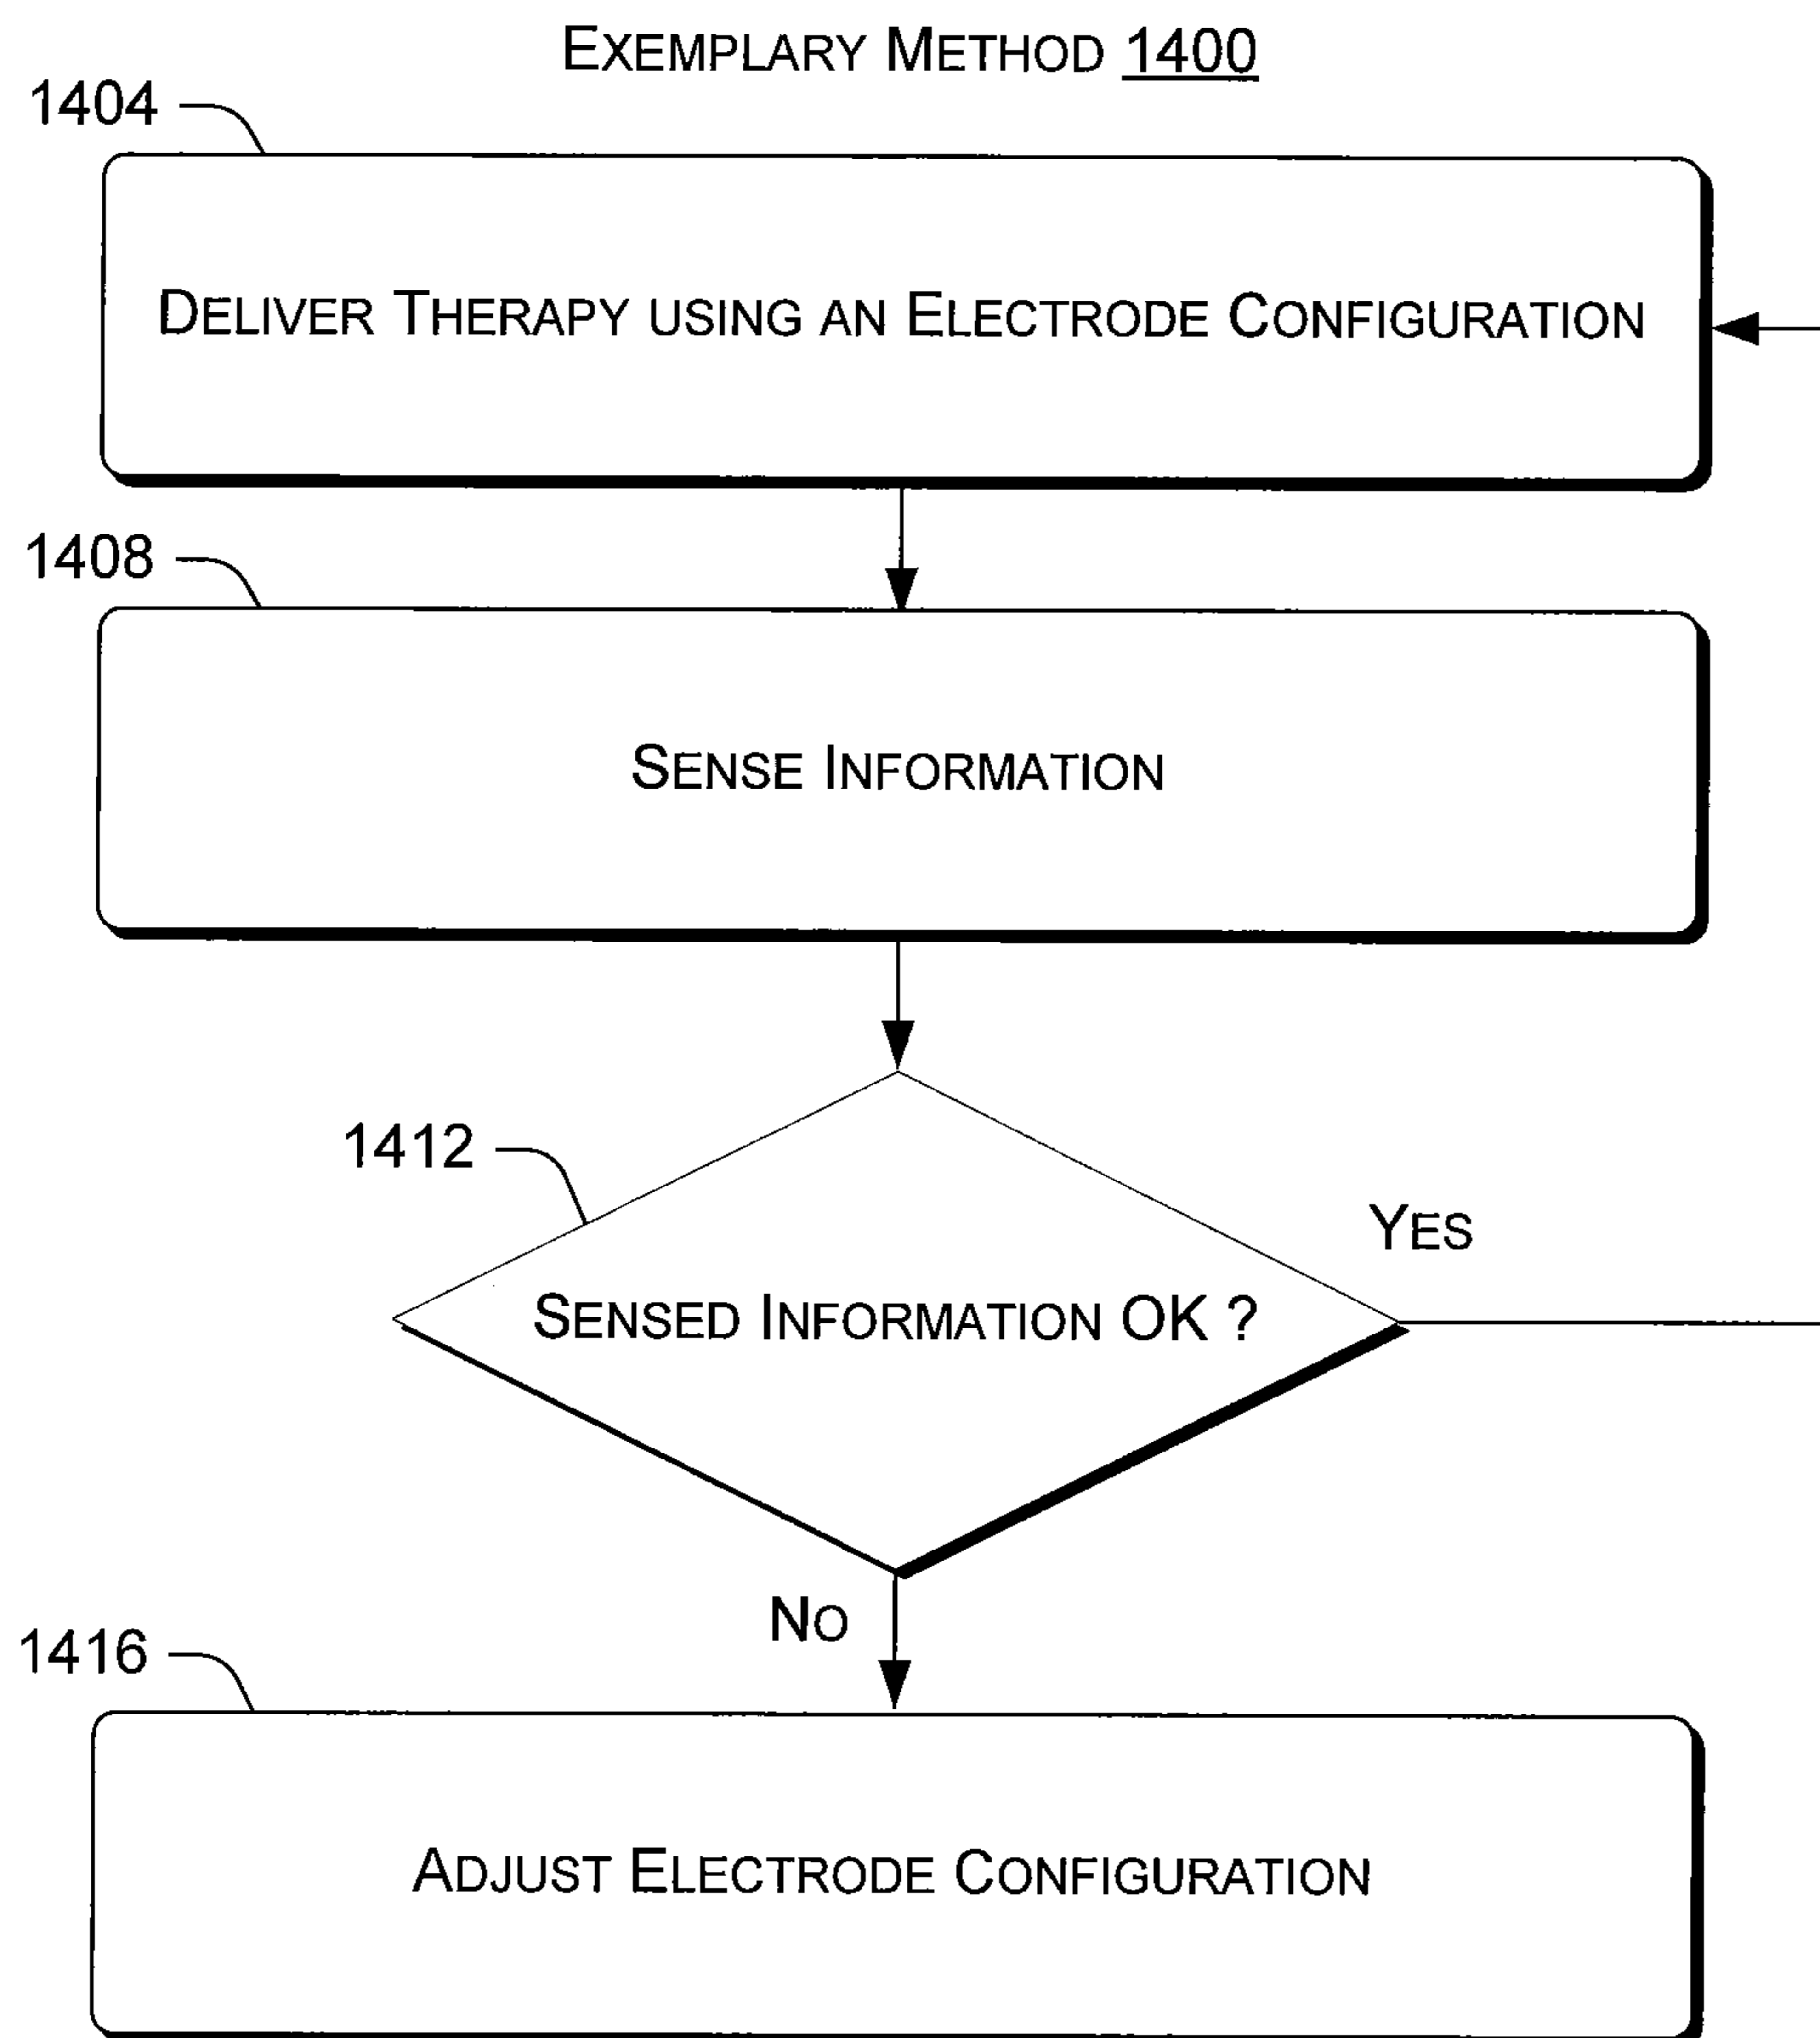 EXEMPLARY METHOD 1400
1404
DELIVER THERAPY USING AN ELECTRODE CONFIGURATION
1408
SENSE INFORMATION
1412
YES
SENSED INFORMATION OK ?
NO
1416
ADJUST ELECTRODE CONFIGURATION